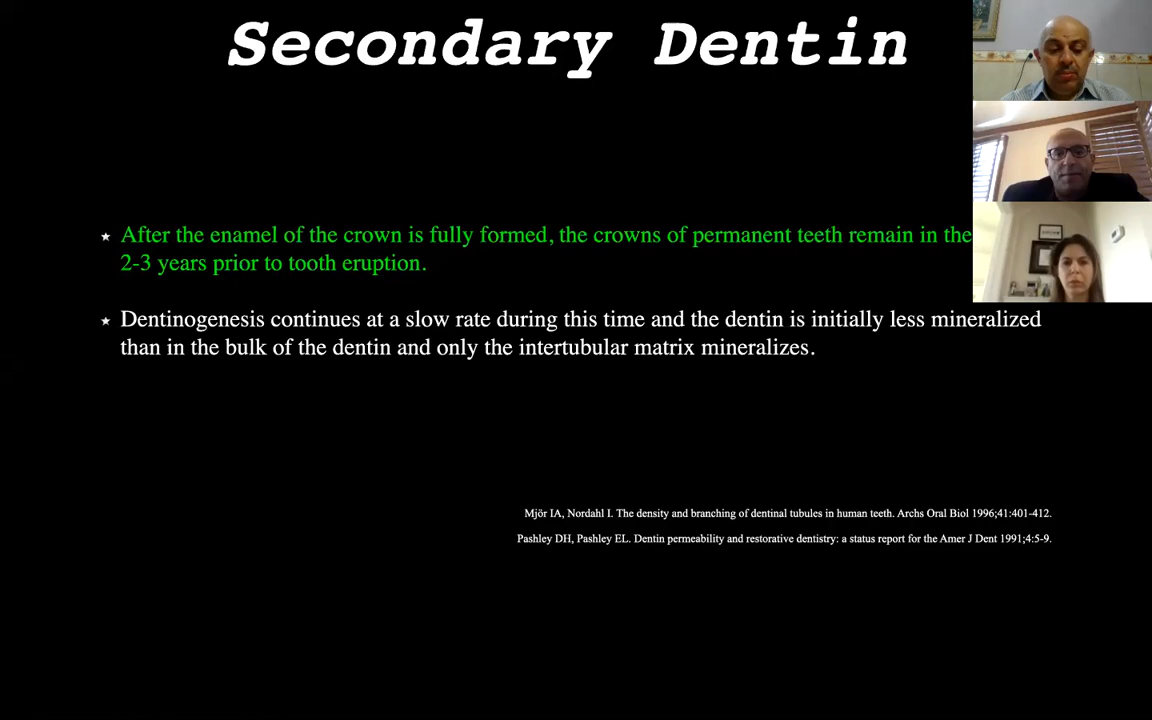 Secondary Dentin
After the enamel of the crown is fully formed, the crowns of permanent teeth remain in the
2-3 years prior to tooth eruption.
Dentinogenesis continues at a slow rate during this time and the dentin is initially less mineralized
than in the bulk of the dentin and only the intertubular matrix mineralizes.
Mjör IA, Nordahl I. The density and branching of dentinal tubules in human teeth. Archs Oral Biol 1996;41:401-412.
Pashley DH, Pashley EL. Dentin permeability and restorative dentistry: a status report for the Amer J Dent 1991;4:5-9.